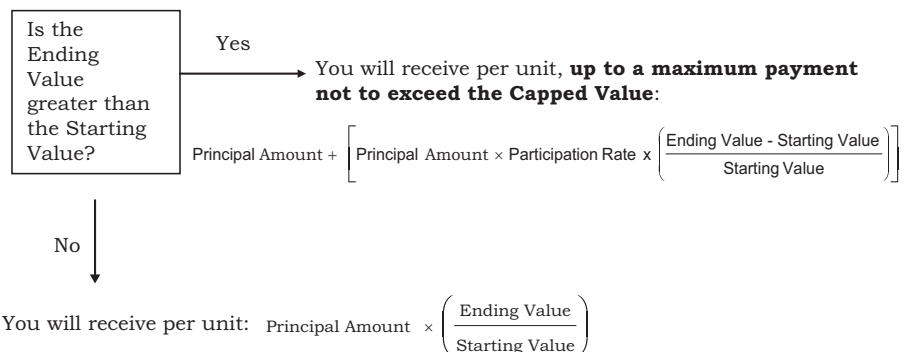 Is the
Ending
Value
greater than
the Starting
Value?
Yes
You will receive per unit, up to a maximum payment
not to exceed the Capped Value:
Principal Amount + [Principal Amount × Participation Rate x (Ending Value - Starting Value / Starting Value)]
No
You will receive per unit: Principal Amount × (Ending Value / Starting Value)